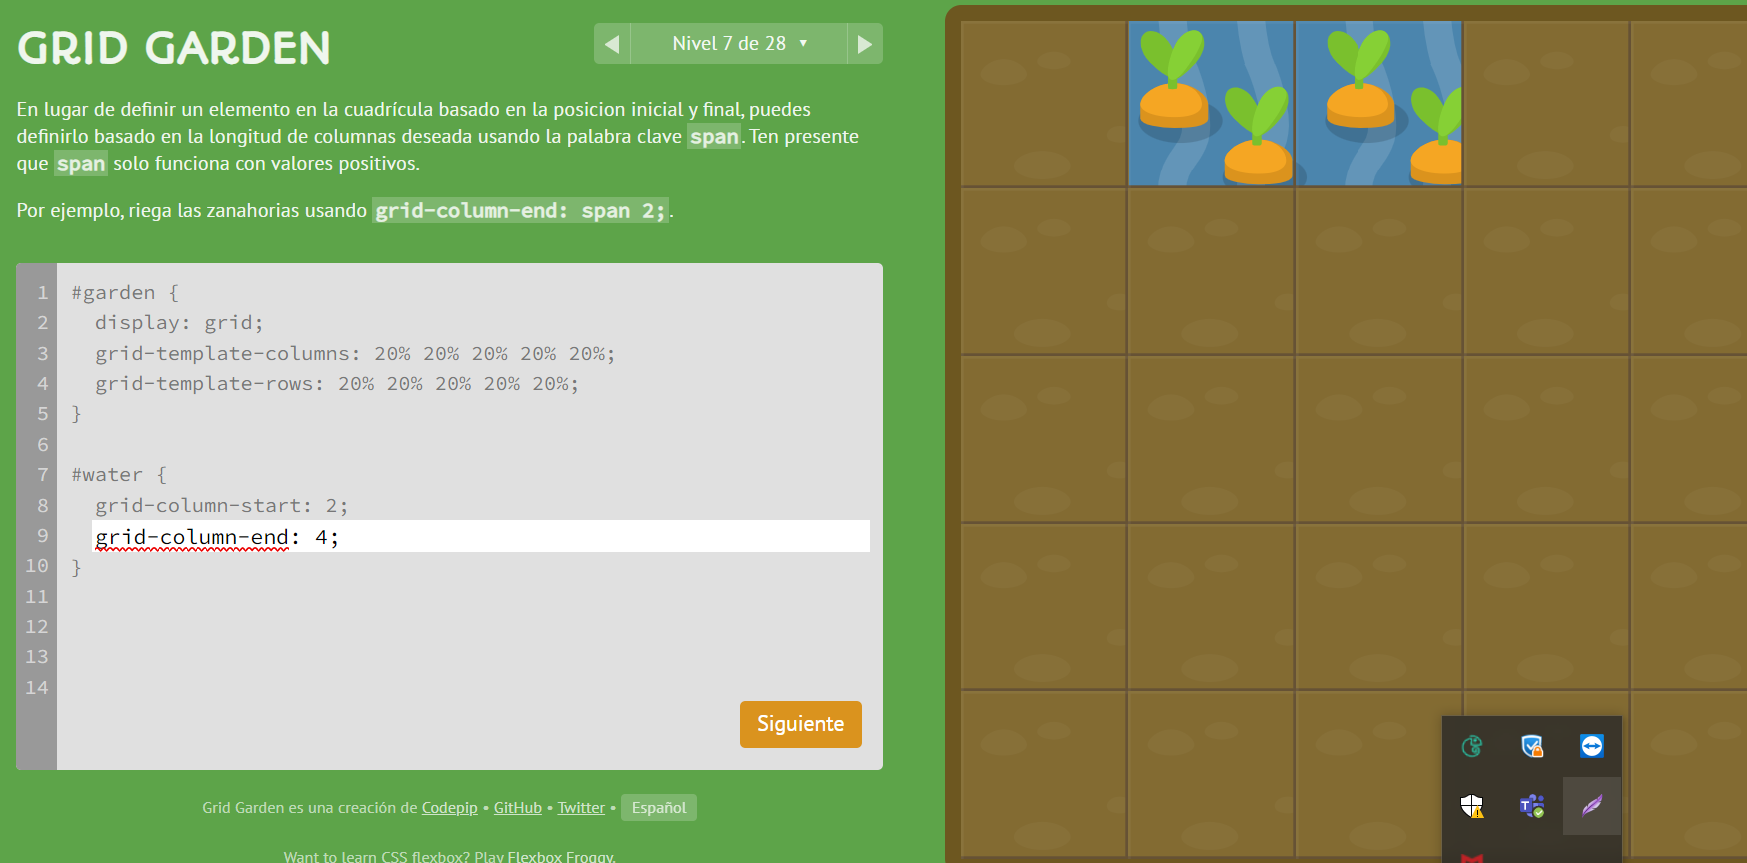 GRID GARDEN
Nivel 7 de 28 ▼
En lugar de definir un elemento en la cuadrícula basado en la posicion inicial y final, puedes
definirlo basado en la longitud de columnas deseada usando la palabra clave span. Ten presente
que span solo funciona con valores positivos.
Por ejemplo, riega las zanahorias usando grid-column-end: span 2;.
1 #garden {
2 display: grid;
3 grid-template-columns: 20% 20% 20% 20% 20%;
4 grid-template-rows: 20% 20% 20% 20% 20%;
5 }
6
7 #water {
8 grid-column-start: 2;
9 grid-column-end: 4;
10 }
11
12
13
14
Siguiente
Grid Garden es una creación de Codepip • GitHub • Twitter • Español
Want to learn CSS flexbox? Play Flexbox Froggy.